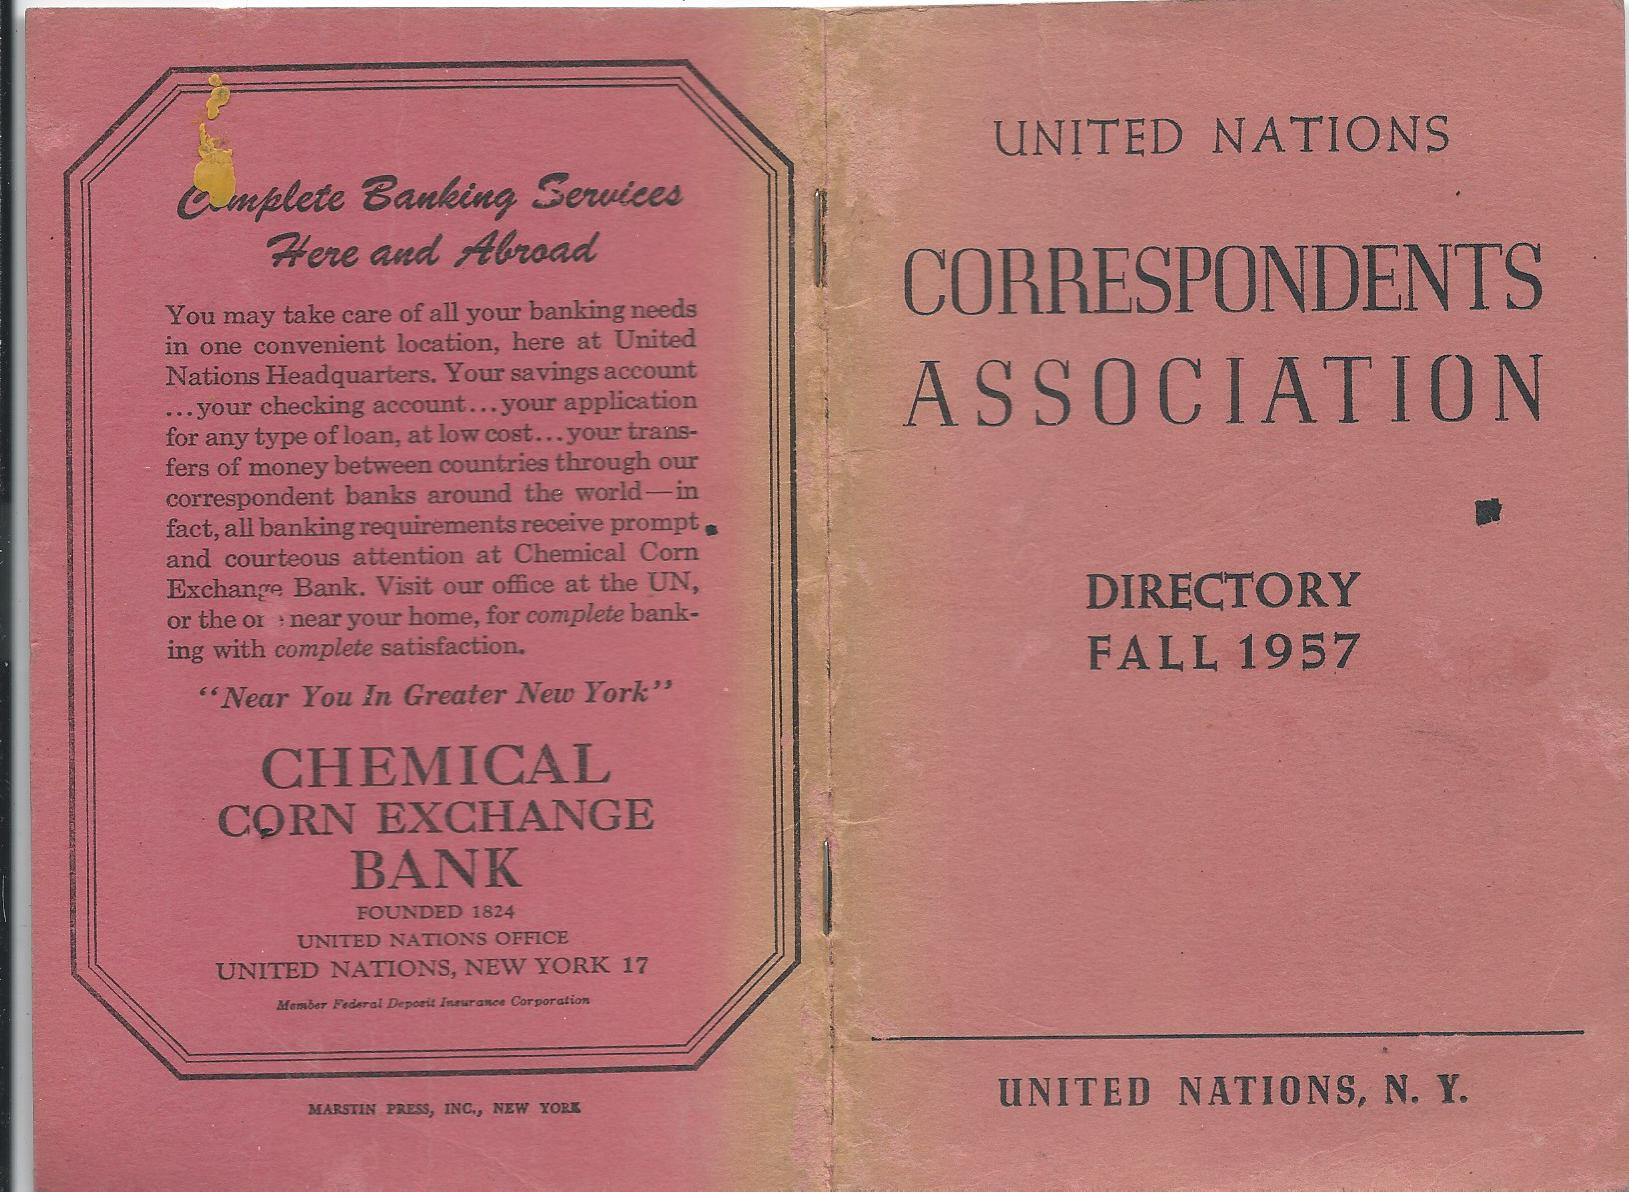 Complete Banking Services
Here and Abroad
You may take care of all your banking needs
in one convenient location, here at United
Nations Headquarters. Your savings account
...your checking account...your application
for any type of loan, at low cost...your trans-
fers of money between countries through our
correspondent banks around the world—in
fact, all banking requirements receive prompt
and courteous attention at Chemical Corn
Exchange Bank. Visit our office at the UN,
or the near your home, for complete bank-
ing with complete satisfaction.
“Near You In Greater New York”
CHEMICAL
CORN EXCHANGE
BANK
FOUNDED 1824
UNITED NATIONS OFFICE
UNITED NATIONS, NEW YORK 17
Member Federal Deposit Insurance Corporation
MARSTIN PRESS, INC., NEW YORK
UNITED NATIONS
CORRESPONDENTS
ASSOCIATION
DIRECTORY
FALL 1957
UNITED NATIONS, N. Y.